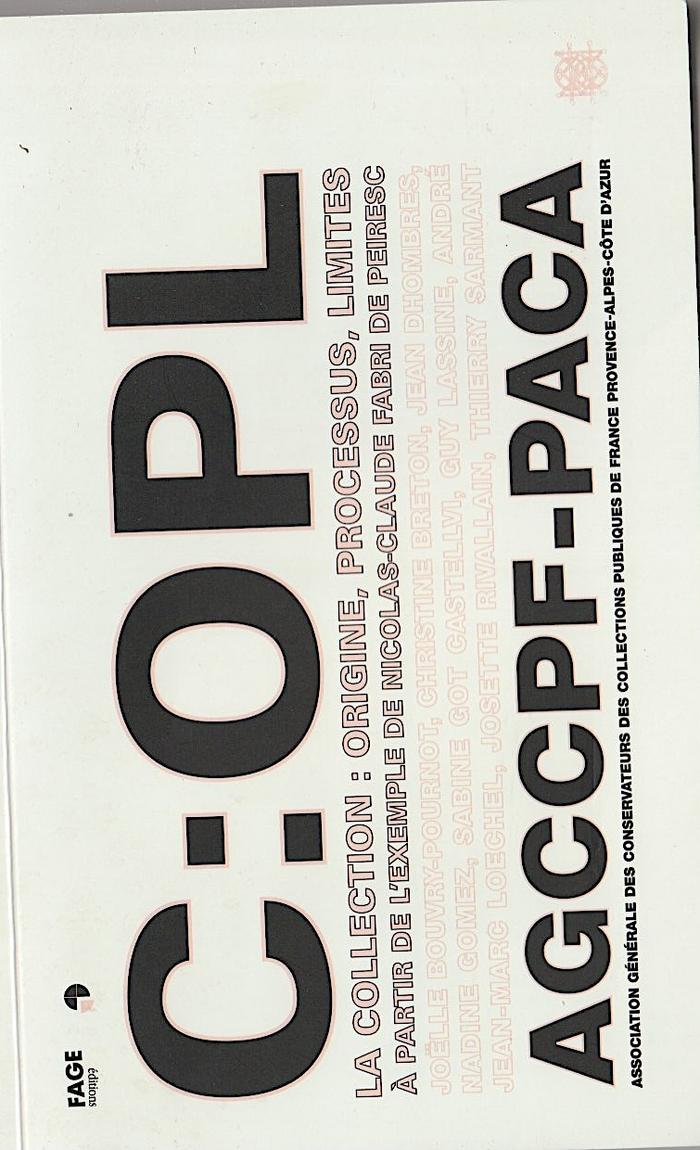 FAGE
éditions
C:OPL
LA COLLECTION : ORIGINE, PROCESSUS, LIMITES
À PARTIR DE L'EXEMPLE DE NICOLAS-CLAUDE FABRI DE PEIRESC
JOËLLE BOUVRY-POURNOT, CHRISTINE BRETON, JEAN DHOMBRES,
NADINE GOMEZ, SABINE GOT CASTELLVI, GUY LASSINE, ANDRÉ
JEAN-MARC LOECHEL, JOSETTE RIVALLAIN, THIERRY SARMANT
AGCCPF-PACA
ASSOCIATION GÉNÉRALE DES CONSERVATEURS DES COLLECTIONS PUBLIQUES DE FRANCE PROVENCE-ALPES-CÔTE D'AZUR